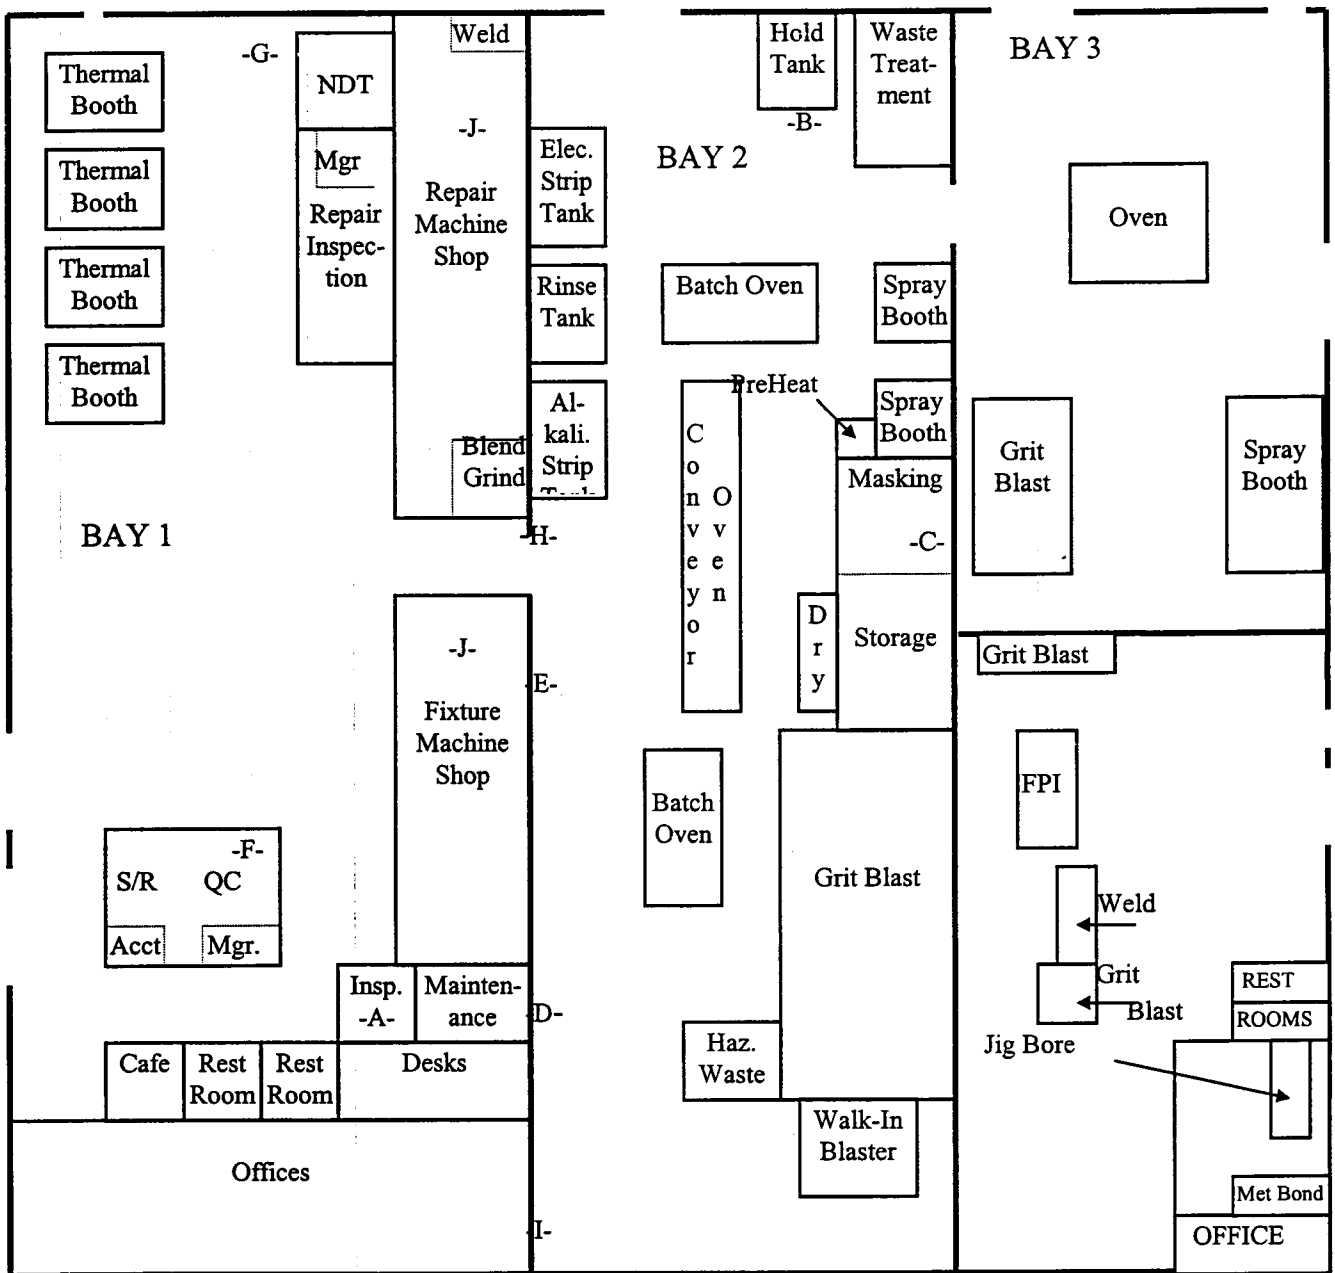 -G-
Thermal
Booth
Thermal
Booth
Thermal
Booth
Thermal
Booth
NDT
Mgr
Repair
Inspec-
tion
Weld
-J-
Repair
Machine
Shop
Blend
Grind
BAY 1
-H-
-J-
Fixture
Machine
Shop
-E-
-F-
S/R QC
Acct Mgr.
Insp.
-A-
Mainten-
ance
-D-
Cafe
Rest
Room
Rest
Room
Desks
Offices
-I-
Hold
Tank
-B-
Waste
Treat-
ment
BAY 2
Elec.
Strip
Tank
Rinse
Tank
Al-
kali.
Strip
Batch Oven
Spray
Booth
PreHeat
Spray
Booth
Conveyor
Oven
Masking
-C-
Dry
Storage
Batch
Oven
Grit Blast
Haz.
Waste
Walk-In
Blaster
BAY 3
Oven
Grit
Blast
Spray
Booth
Grit Blast
FPI
Weld
Grit
Blast
Jig Bore
REST
ROOMS
Met Bond
OFFICE